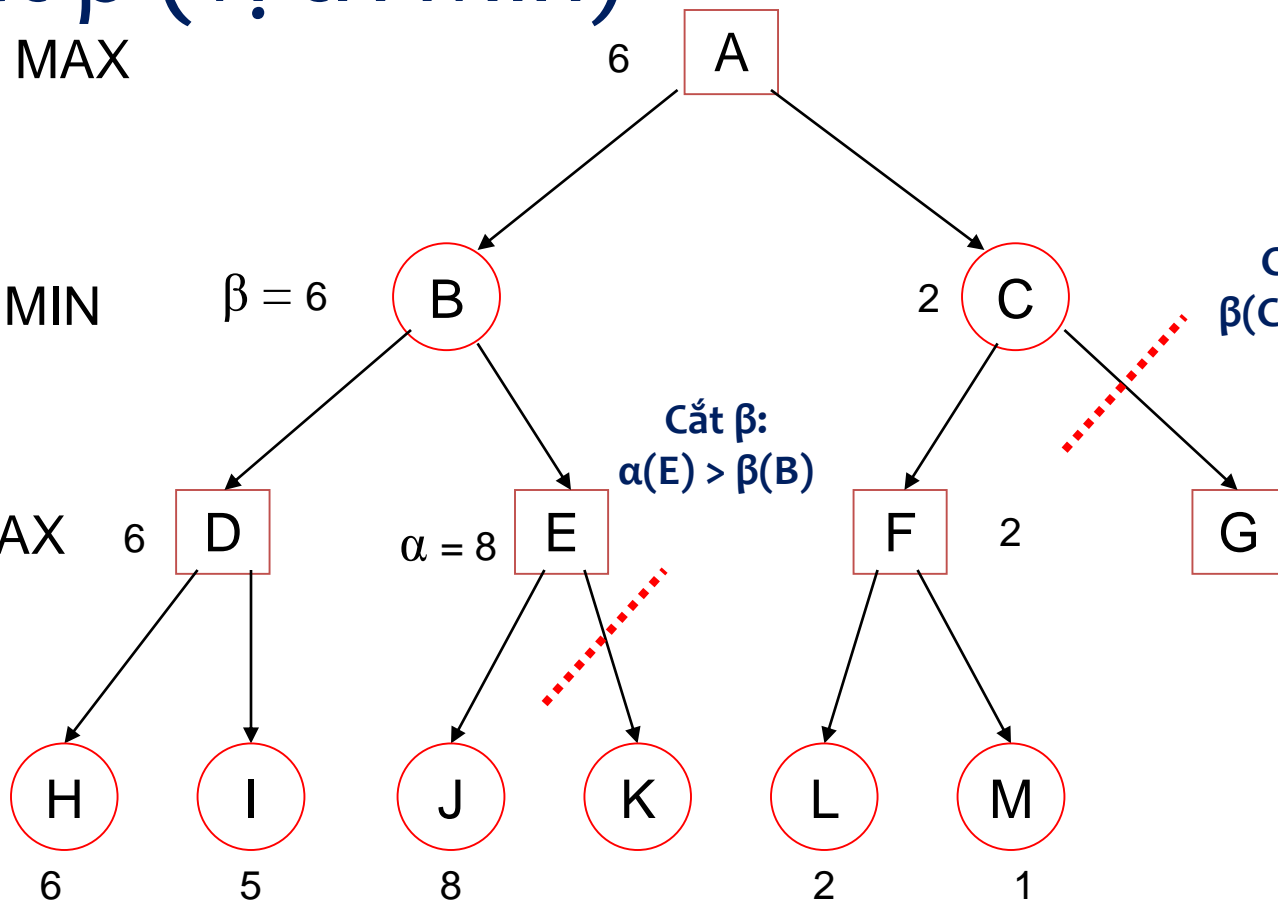 MAX
6
A
MIN
β = 6
B
2
C
β(C
Cắt β:
α(E) > β(B)
AX
6
D
α = 8
E
F
2
G
H
I
J
K
L
M
6
5
8
2
1